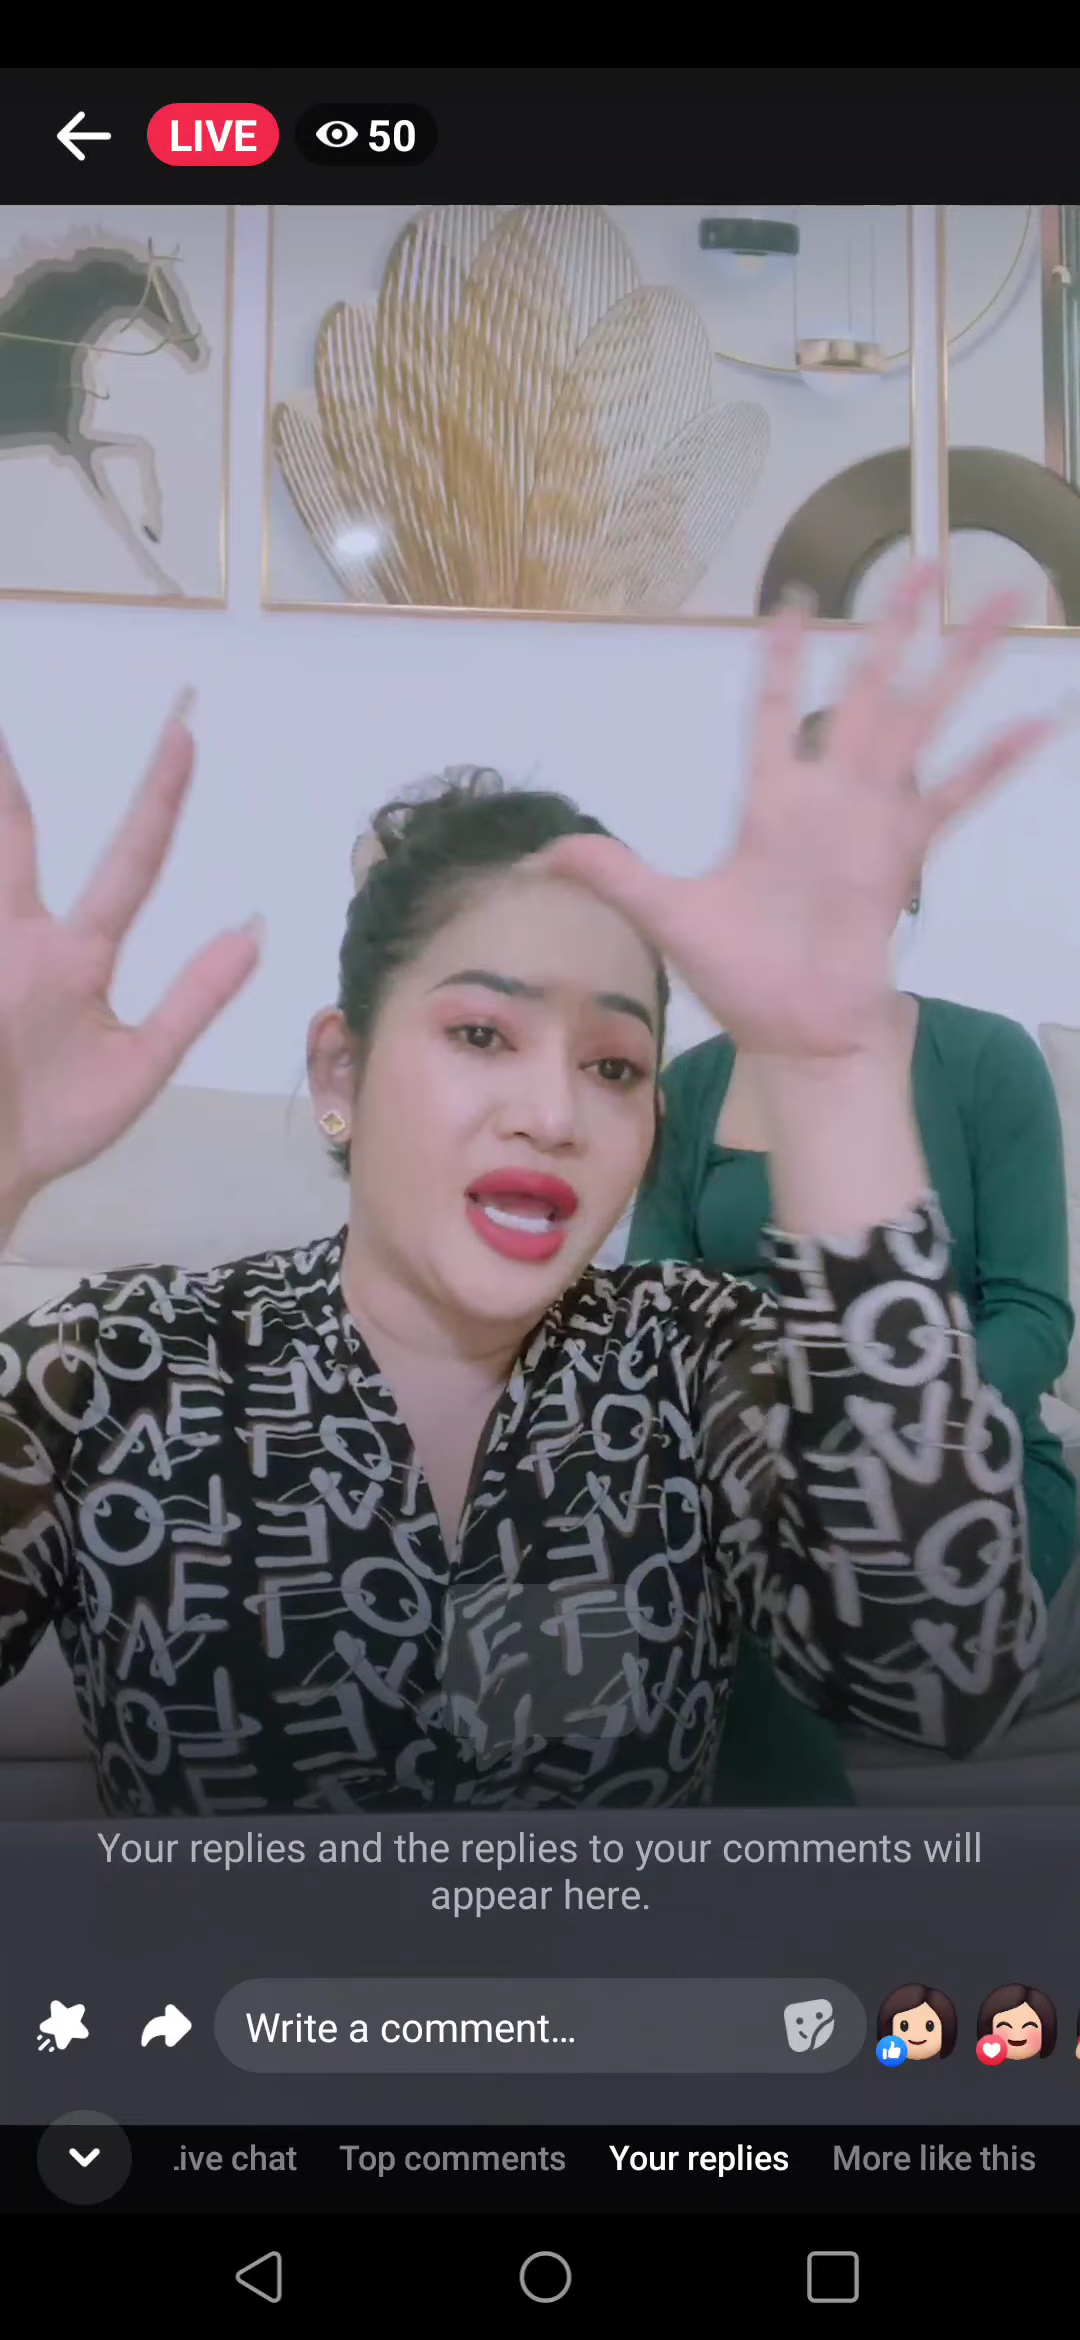 LIVE 50
Your replies and the replies to your comments will
appear here.
Write a comment...
.ive chat Top comments Your replies More like this